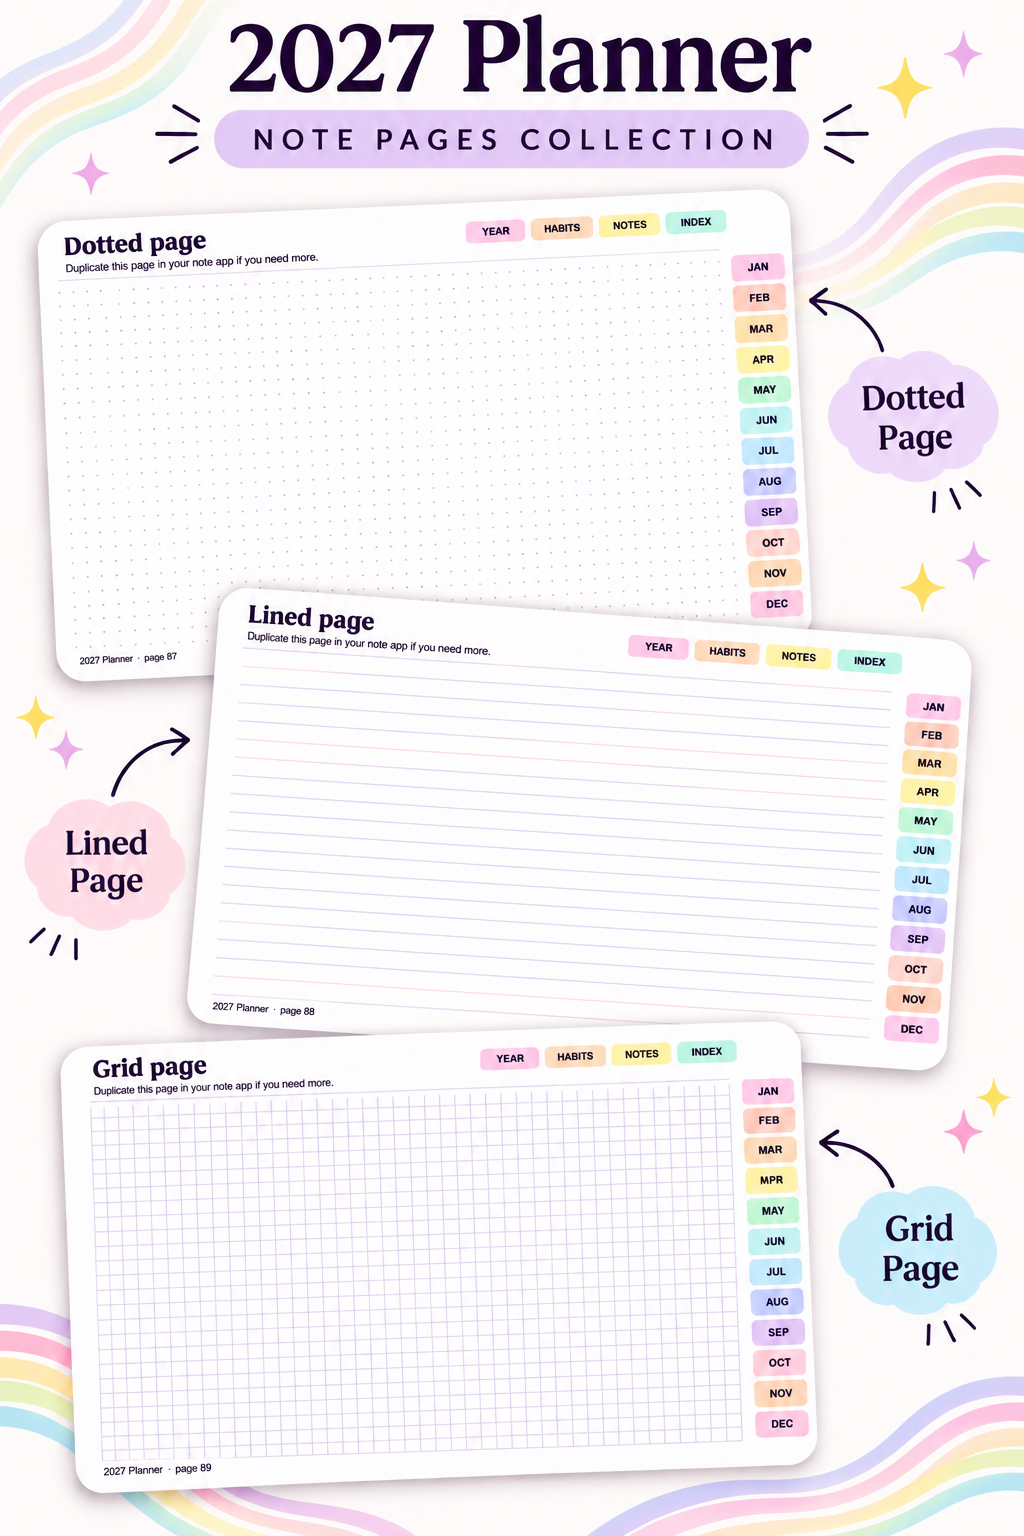 2027 Planner
NOTE PAGES COLLECTION
Dotted page
Duplicate this page in your note app if you need more.
YEAR HABITS NOTES INDEX
JAN
FEB
MAR
APR
MAY
JUN
JUL
AUG
SEP
OCT
NOV
DEC
2027 Planner · page 87
Dotted
Page
Lined page
Duplicate this page in your note app if you need more.
YEAR HABITS NOTES INDEX
JAN
FEB
MAR
APR
MAY
JUN
JUL
AUG
SEP
OCT
NOV
DEC
2027 Planner · page 88
Lined
Page
Grid page
Duplicate this page in your note app if you need more.
YEAR HABITS NOTES INDEX
JAN
FEB
MAR
MPR
MAY
JUN
JUL
AUG
SEP
OCT
NOV
DEC
2027 Planner · page 89
Grid
Page